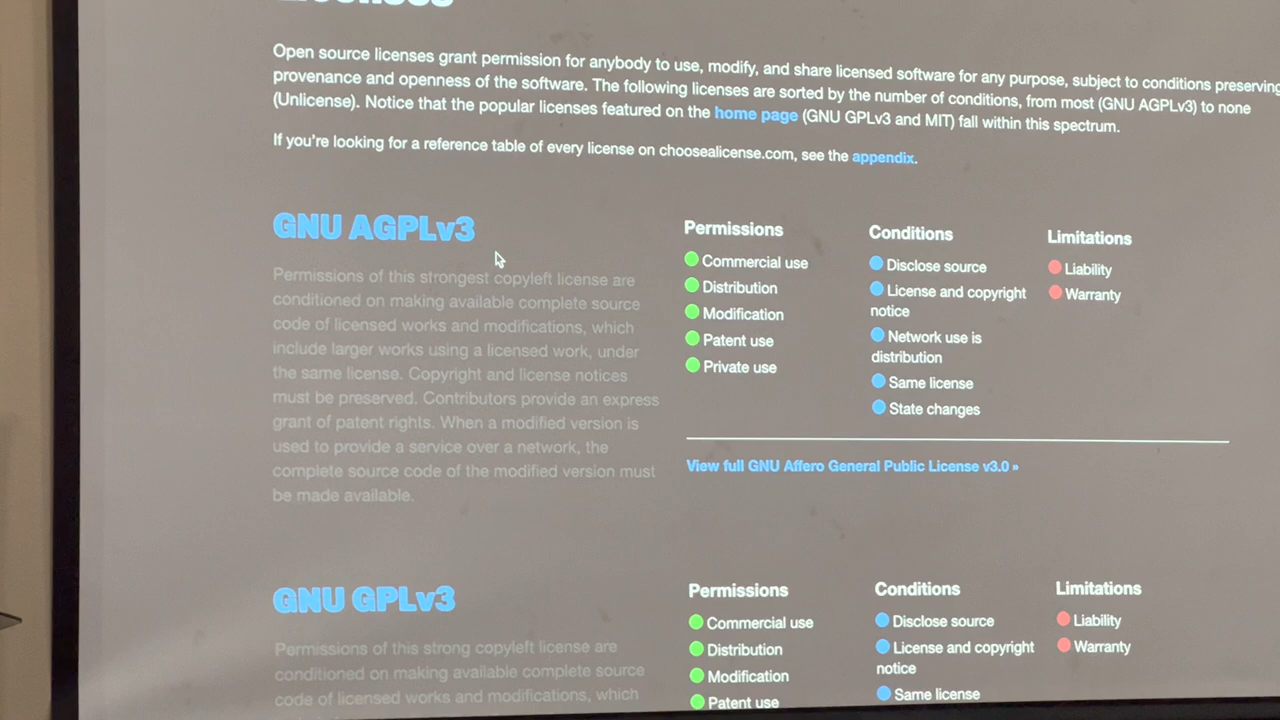 Licenses
Open source licenses grant permission for anybody to use, modify, and share licensed software for any purpose, subject to conditions preserving
provenance and openness of the software. The following licenses are sorted by the number of conditions, from most (GNU AGPLv3) to none
(Unlicense). Notice that the popular licenses featured on the home page (GNU GPLv3 and MIT) fall within this spectrum.
If you’re looking for a reference table of every license on choosealicense.com, see the appendix.
GNU AGPLv3
Permissions of this strongest copyleft license are
conditioned on making available complete source
code of licensed works and modifications, which
include larger works using a licensed work, under
the same license. Copyright and license notices
must be preserved. Contributors provide an express
grant of patent rights. When a modified version is
used to provide a service over a network, the
complete source code of the modified version must
be made available.
Permissions
Commercial use
Distribution
Modification
Patent use
Private use
Conditions
Disclose source
License and copyright
notice
Network use is
distribution
Same license
State changes
Limitations
Liability
Warranty
View full GNU Affero General Public License v3.0 »
GNU GPLv3
Permissions of this strong copyleft license are
conditioned on making available complete source
code of licensed works and modifications, which
Permissions
Commercial use
Distribution
Modification
Patent use
Conditions
Disclose source
License and copyright
notice
Same license
Limitations
Liability
Warranty